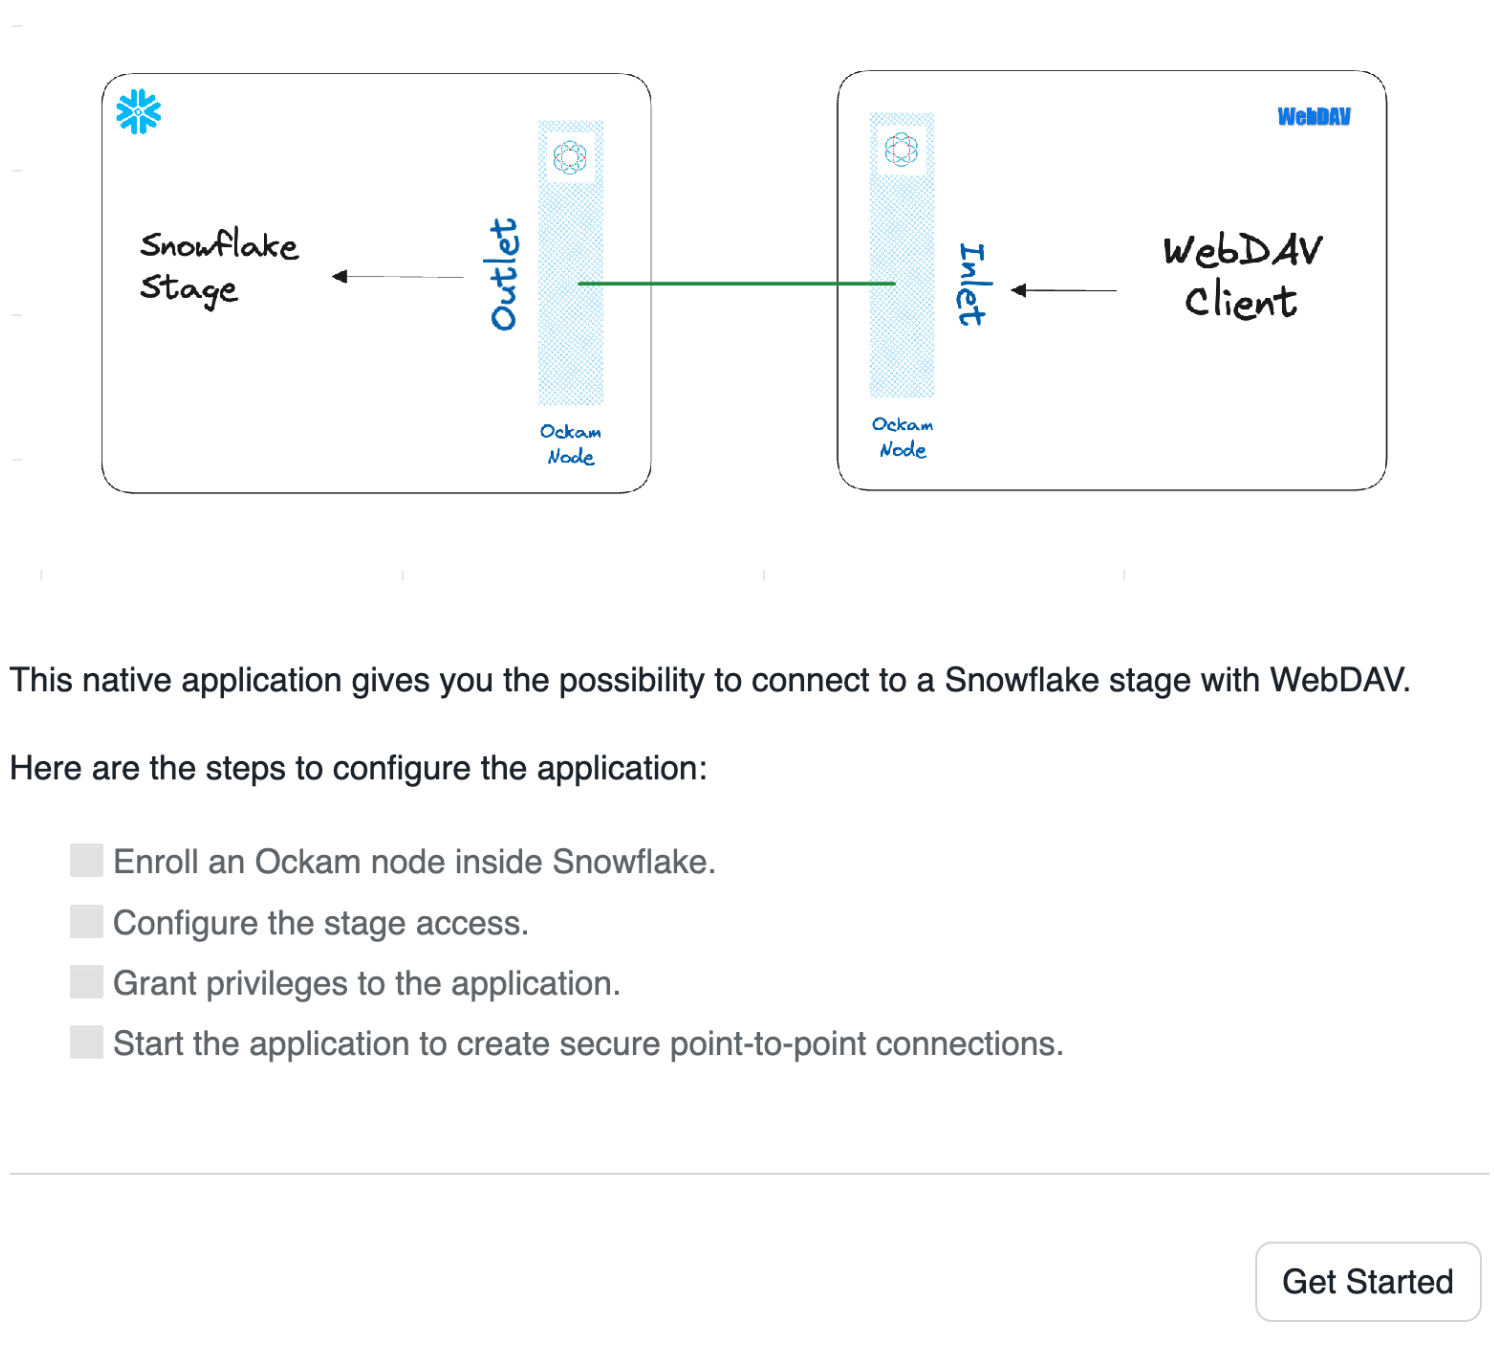 WebDAV
Snowflake
Stage
Outlet
Ockam
Node
Inlet
Ockam
Node
WebDAV
Client
This native application gives you the possibility to connect to a Snowflake stage with WebDAV.
Here are the steps to configure the application:
Enroll an Ockam node inside Snowflake.
Configure the stage access.
Grant privileges to the application.
Start the application to create secure point-to-point connections.
Get Started